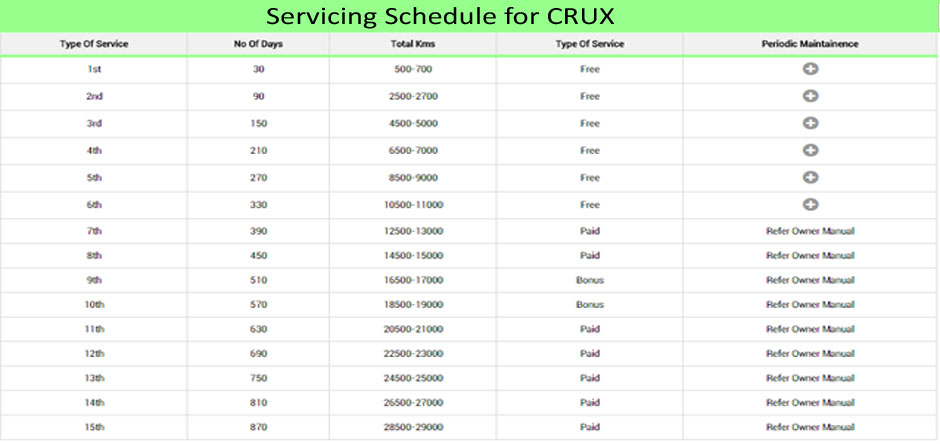 Servicing Schedule for CRUX
Type Of Service No Of Days Total Kms Type Of Service Periodic Maintainence
1st 30 500-700 Free
2nd 90 2500-2700 Free
3rd 150 4500-5000 Free
4th 210 6500-7000 Free
5th 270 8500-9000 Free
6th 330 10500-11000 Free
7th 390 12500-13000 Paid Refer Owner Manual
8th 450 14500-15000 Paid Refer Owner Manual
9th 510 16500-17000 Bonus Refer Owner Manual
10th 570 18500-19000 Bonus Refer Owner Manual
11th 630 20500-21000 Paid Refer Owner Manual
12th 690 22500-23000 Paid Refer Owner Manual
13th 750 24500-25000 Paid Refer Owner Manual
14th 810 26500-27000 Paid Refer Owner Manual
15th 870 28500-29000 Paid Refer Owner Manual